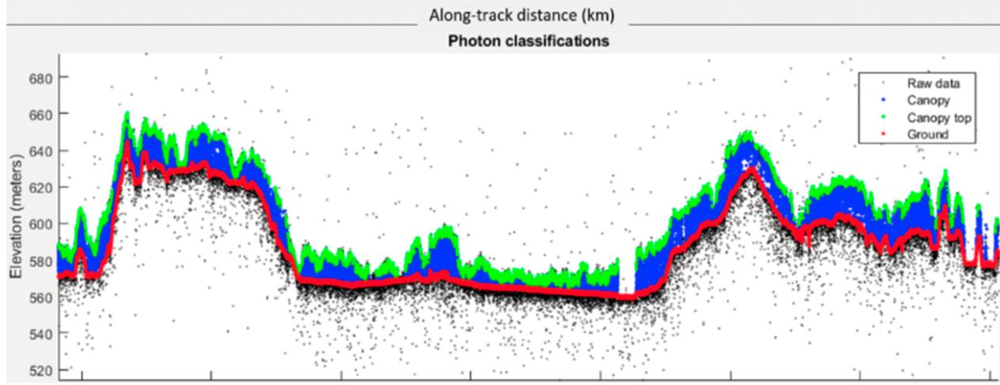 Along-track distance (km)
Photon classifications
Elevation (meters)
680
660
640
620
600
580
560
540
520
Raw data
Canopy
Canopy top
Ground